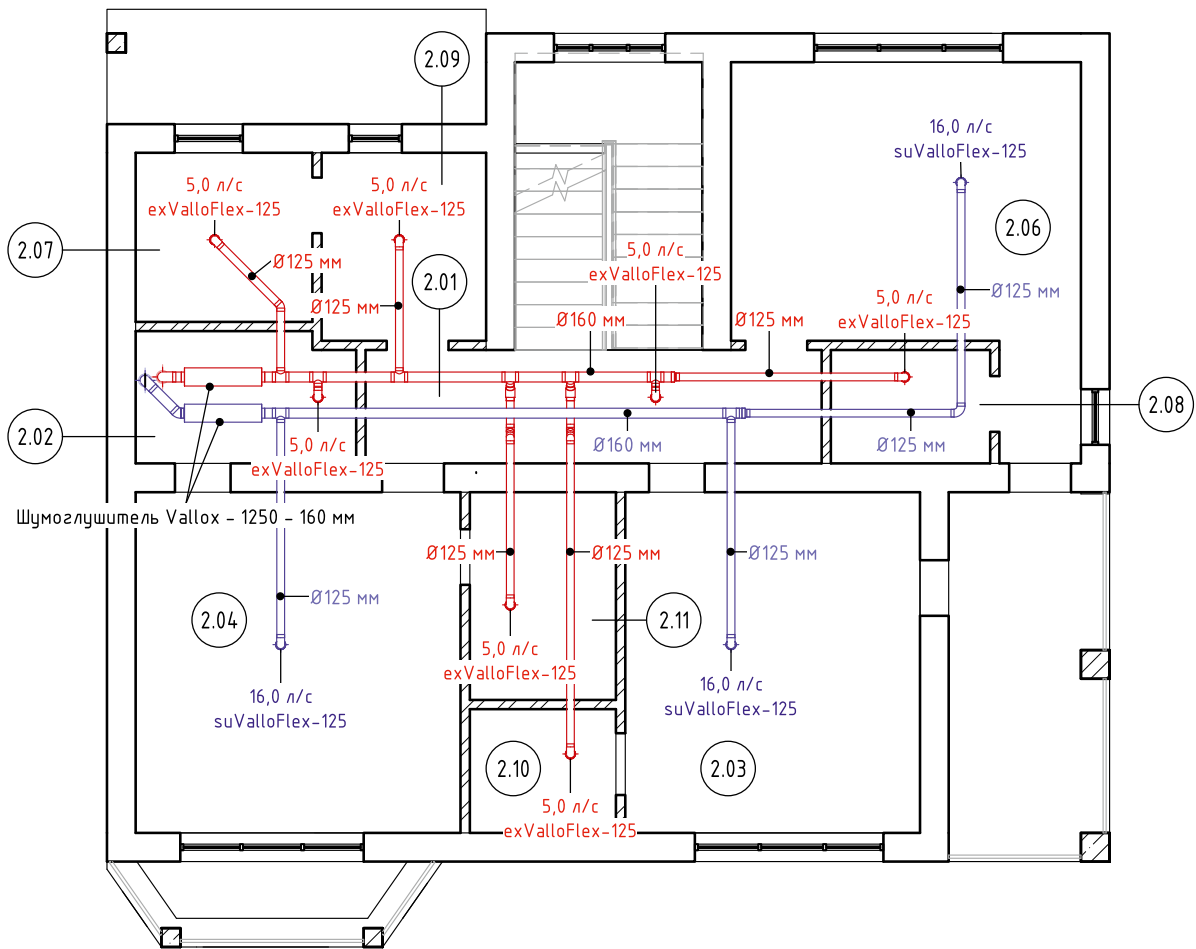 2.09
16,0 л/с
suValloFlex-125
5,0 л/с
exValloFlex-125
5,0 л/с
exValloFlex-125
2.07
2.06
5,0 л/с
exValloFlex-125
Ø125 мм
2.01
Ø125 мм
Ø125 мм
5,0 л/с
exValloFlex-125
Ø160 мм
Ø125 мм
2.08
2.02
5,0 л/с
exValloFlex-125
Ø160 мм
Ø125 мм
Шумоглушитель Vallox - 1250 - 160 мм
Ø125 мм
Ø125 мм
Ø125 мм
Ø125 мм
2.04
2.11
5,0 л/с
exValloFlex-125
16,0 л/с
suValloFlex-125
16,0 л/с
suValloFlex-125
2.10
2.03
5,0 л/с
exValloFlex-125